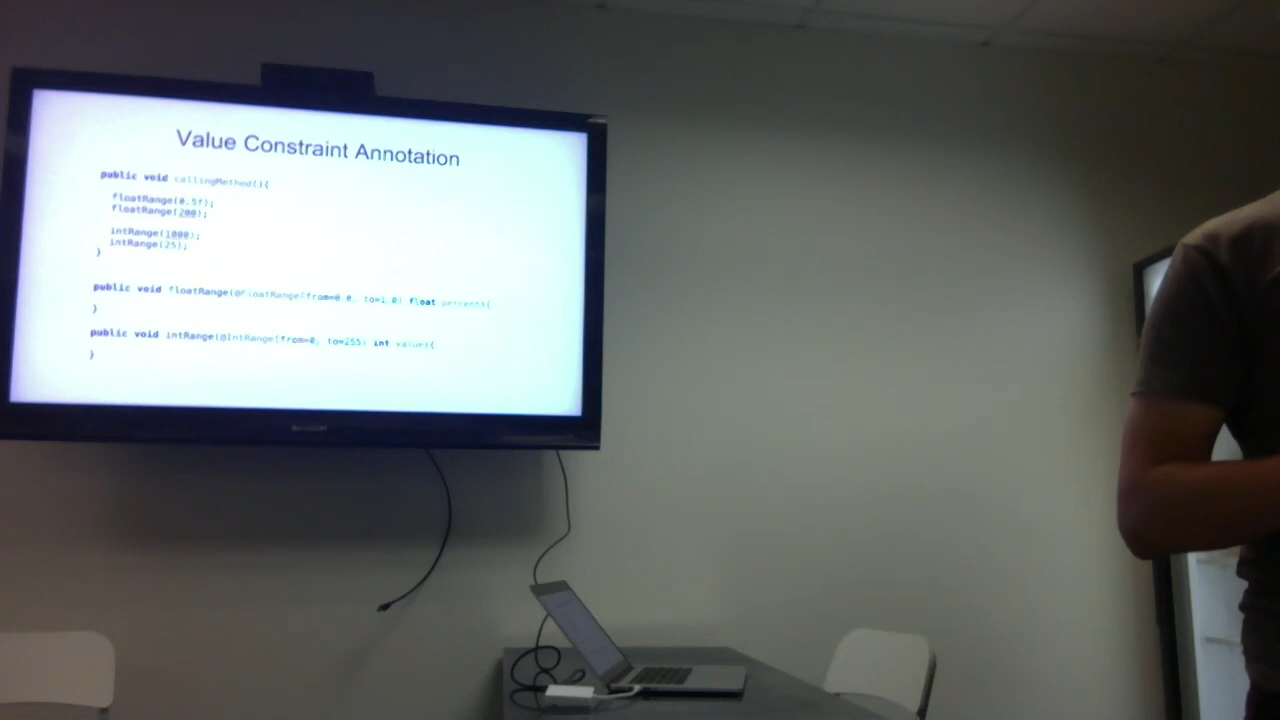 Value Constraint Annotation
public void callingMethod(){
floatRange(0.5f);
floatRange(200);
intRange(1000);
intRange(25);
}
public void floatRange(@FloatRange(from=0.0, to=1.0) float percent){
}
public void intRange(@IntRange(from=0, to=255) int value){
}